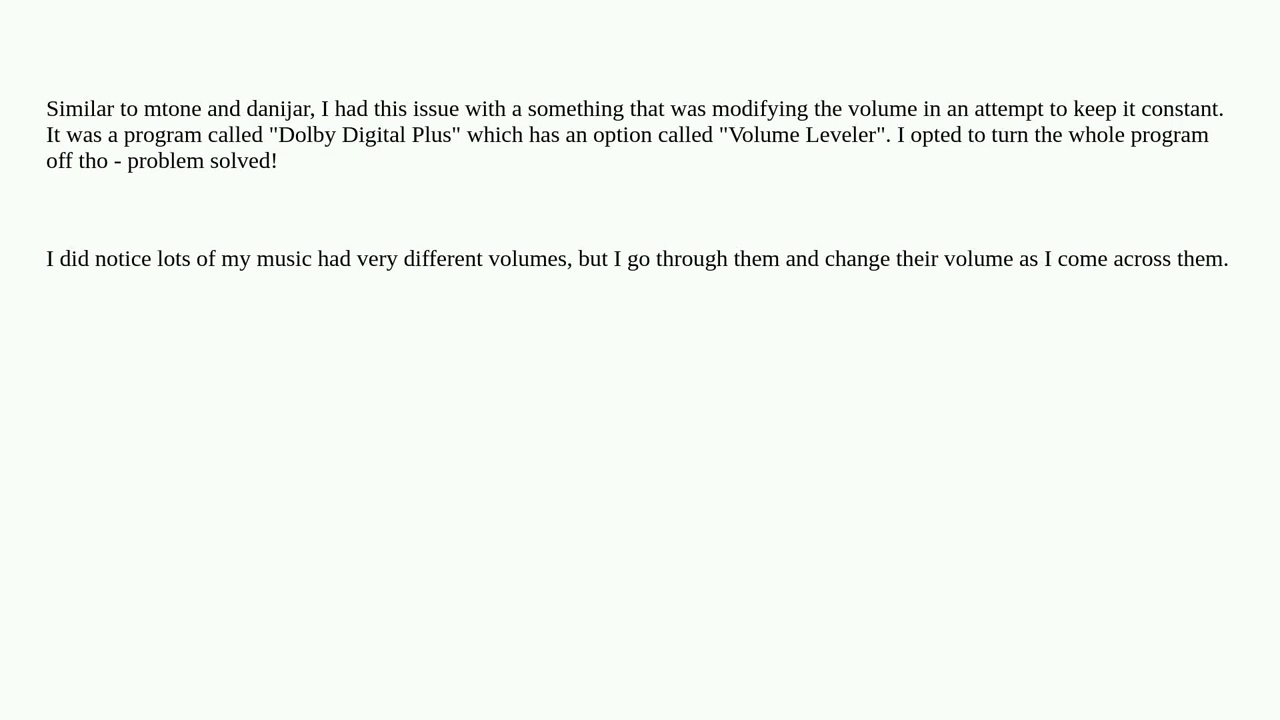 Similar to mtone and danijar, I had this issue with a something that was modifying the volume in an attempt to keep it constant.
It was a program called "Dolby Digital Plus" which has an option called "Volume Leveler". I opted to turn the whole program
off tho - problem solved!
I did notice lots of my music had very different volumes, but I go through them and change their volume as I come across them.